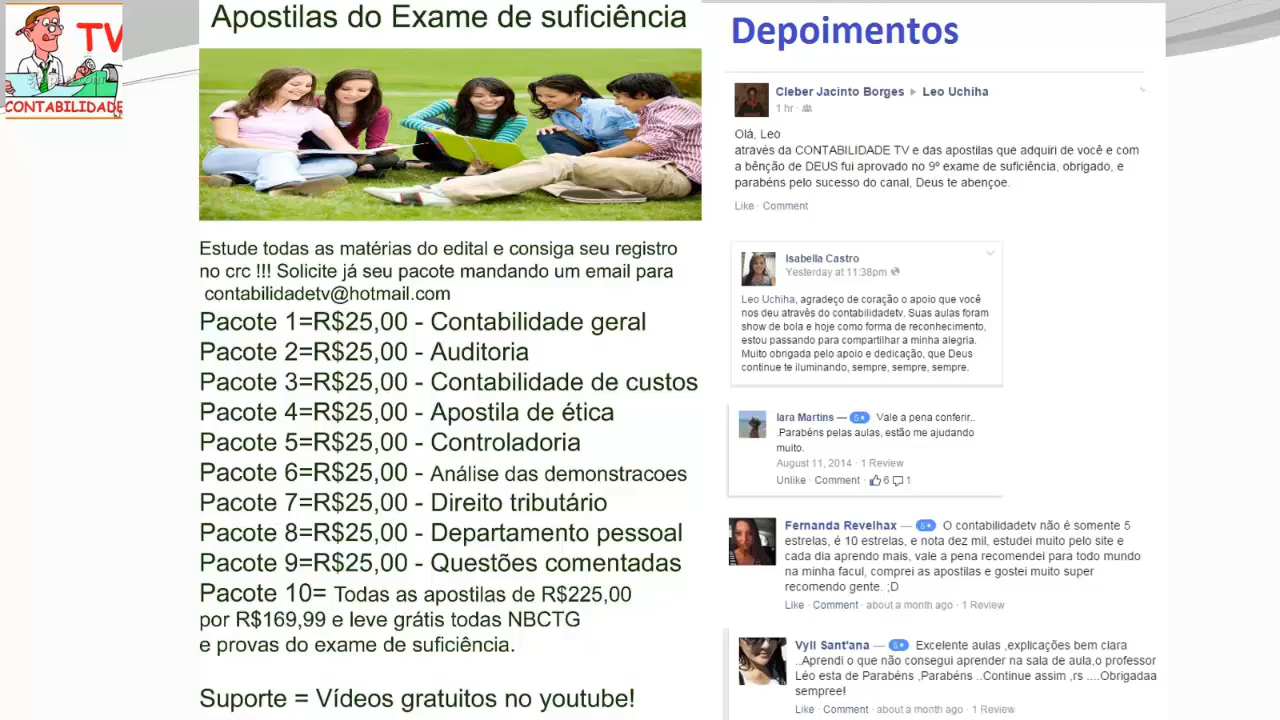 TV
CONTABILIDADE
Apostilas do Exame de suficiência
Estude todas as matérias do edital e consiga seu registro
no crc !!! Solicite já seu pacote mandando um email para
contabilidadetv@hotmail.com
Pacote 1=R$25,00 - Contabilidade geral
Pacote 2=R$25,00 - Auditoria
Pacote 3=R$25,00 - Contabilidade de custos
Pacote 4=R$25,00 - Apostila de ética
Pacote 5=R$25,00 - Controladoria
Pacote 6=R$25,00 - Análise das demonstracoes
Pacote 7=R$25,00 - Direito tributário
Pacote 8=R$25,00 - Departamento pessoal
Pacote 9=R$25,00 - Questões comentadas
Pacote 10= Todas as apostilas de R$225,00
por R$169,99 e leve grátis todas NBCTG
e provas do exame de suficiência.
Suporte = Vídeos gratuitos no youtube!
Depoimentos
Cleber Jacinto Borges ▸ Leo Uchiha
1 hr ·
Olá, Leo
através da CONTABILIDADE TV e das apostilas que adquiri de você e com
a bênção de DEUS fui aprovado no 9º exame de suficiência, obrigado, e
parabéns pelo sucesso do canal, Deus te abençoe.
Like · Comment
Isabella Castro
Yesterday at 11:38pm
Leo Uchiha, agradeço de coração o apoio que você
nos deu através do contabilidadetv. Suas aulas foram
show de bola e hoje como forma de reconhecimento,
estou passando para compartilhar a minha alegria.
Muito obrigada pelo apoio e dedicação, que Deus
continue te iluminando, sempre, sempre, sempre.
Iara Martins — 5★ Vale a pena conferir..
.Parabéns pelas aulas, estão me ajudando
muito.
August 11, 2014 · 1 Review
Unlike · Comment · 6 1
Fernanda Revelhax — 5★ O contabilidadetv não é somente 5
estrelas, é 10 estrelas, e nota dez mil, estudei muito pelo site e
cada dia aprendo mais, vale a pena recomendei para todo mundo
na minha facul, comprei as apostilas e gostei muito super
recomendo gente. ;D
Like · Comment · about a month ago · 1 Review
Vyll Sant'ana — 5★ Excelente aulas ,explicações bem clara
..Aprendi o que não consegui aprender na sala de aula,o professor
Léo esta de Parabéns ,Parabéns ..Continue assim ,rs ....Obrigadaa
sempree!
Like · Comment · about a month ago · 1 Review